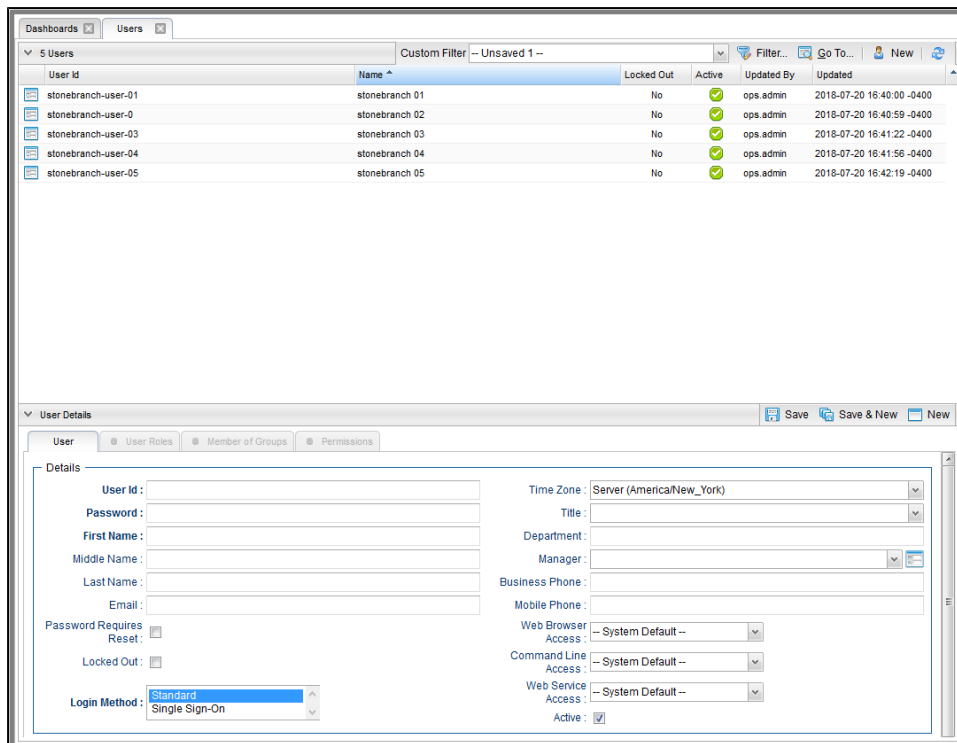 Dashboards Users
5 Users Custom Filter -- Unsaved 1 -- Filter... Go To... New
User Id Name Locked Out Active Updated By Updated
stonebranch-user-01 stonebranch 01 No ops.admin 2018-07-20 16:40:00 -0400
stonebranch-user-0 stonebranch 02 No ops.admin 2018-07-20 16:40:59 -0400
stonebranch-user-03 stonebranch 03 No ops.admin 2018-07-20 16:41:22 -0400
stonebranch-user-04 stonebranch 04 No ops.admin 2018-07-20 16:41:56 -0400
stonebranch-user-05 stonebranch 05 No ops.admin 2018-07-20 16:42:19 -0400
User Details Save Save & New New
User User Roles Member of Groups Permissions
Details
User Id : Time Zone : Server (America/New_York)
Password : Title :
First Name : Department :
Middle Name : Manager :
Last Name : Business Phone :
Email : Mobile Phone :
Password Requires Reset : Web Browser Access : -- System Default --
Locked Out : Command Line Access : -- System Default --
Login Method : Standard Web Service Access : -- System Default --
Single Sign-On Active :